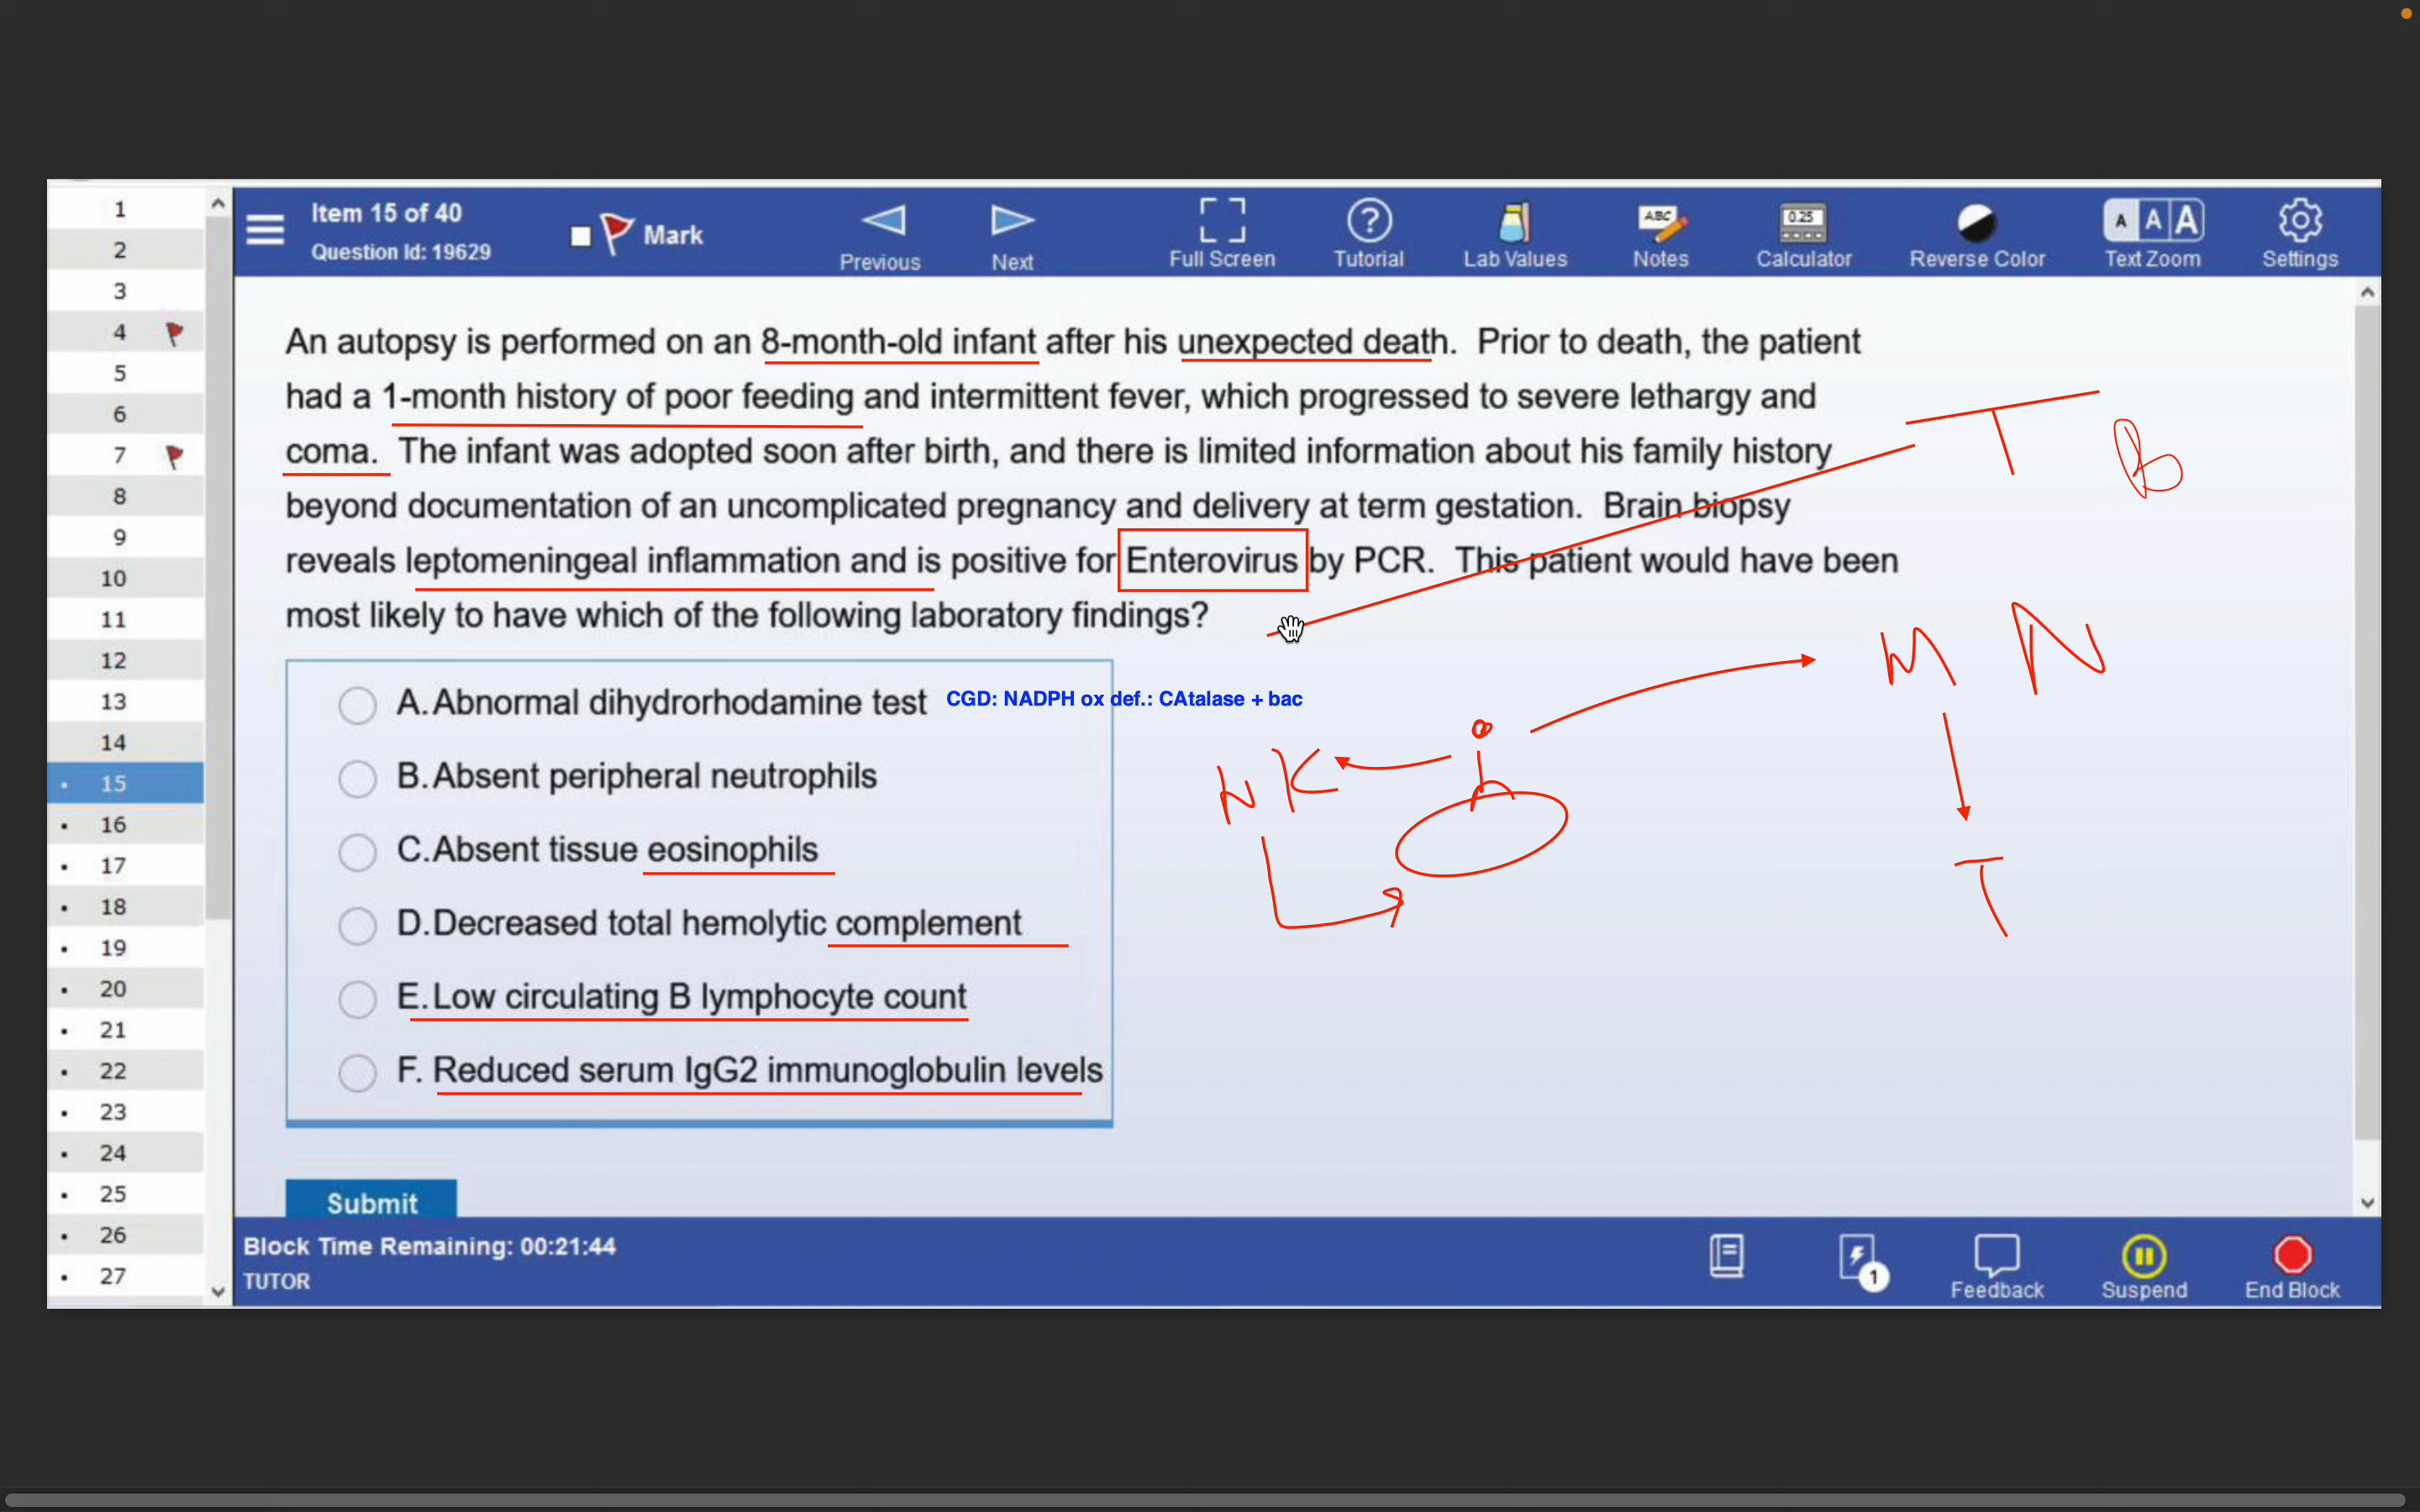 Item 15 of 40
Question Id: 19629
Mark
Previous
Next
Full Screen
Tutorial
ABC
Lab Values
Notes
0.25
Calculator
Reverse Color
A A A
Text Zoom
Settings
1
2
3
4
5
6
7
8
9
10
11
12
13
14
15
16
17
18
19
20
21
22
23
24
25
26
27
An autopsy is performed on an 8-month-old infant after his unexpected death. Prior to death, the patient
had a 1-month history of poor feeding and intermittent fever, which progressed to severe lethargy and
coma. The infant was adopted soon after birth, and there is limited information about his family history
beyond documentation of an uncomplicated pregnancy and delivery at term gestation. Brain biopsy
reveals leptomeningeal inflammation and is positive for Enterovirus by PCR. This patient would have been
most likely to have which of the following laboratory findings?
T B
A. Abnormal dihydrorhodamine test CGD: NADPH ox def.: CAtalase + bac
B. Absent peripheral neutrophils
C. Absent tissue eosinophils
D. Decreased total hemolytic complement
E. Low circulating B lymphocyte count
F. Reduced serum IgG2 immunoglobulin levels
M N
NK
T
Submit
Block Time Remaining: 00:21:44
TUTOR
1
Feedback
Suspend
End Block